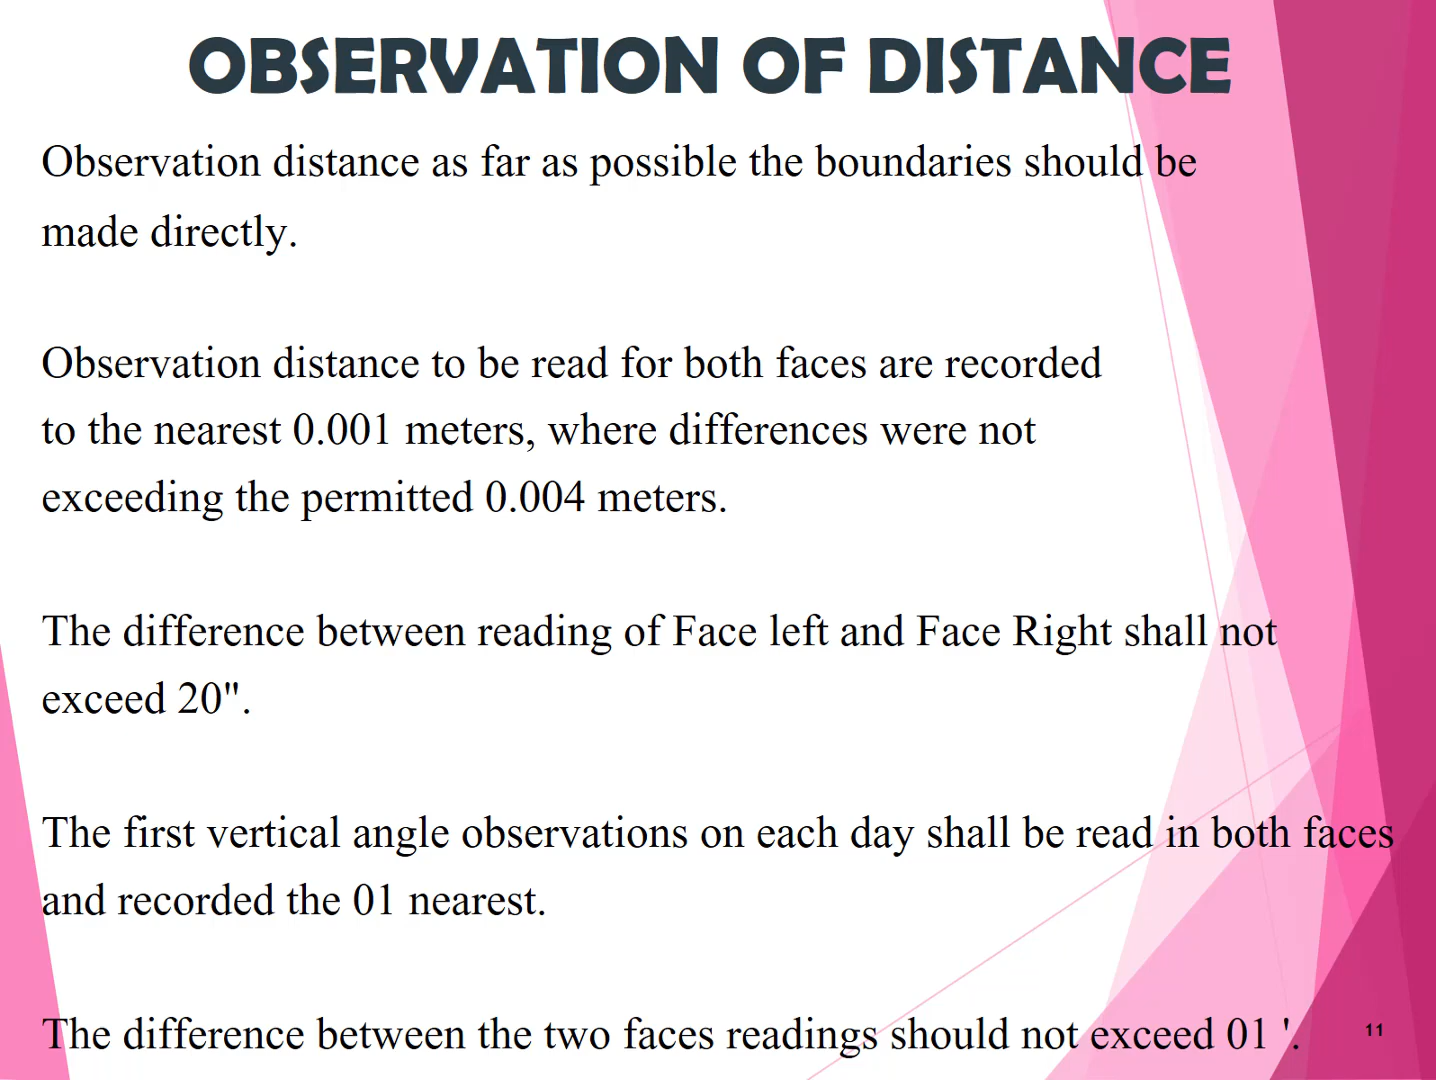 OBSERVATION OF DISTANCE
Observation distance as far as possible the boundaries should be
made directly.
Observation distance to be read for both faces are recorded
to the nearest 0.001 meters, where differences were not
exceeding the permitted 0.004 meters.
The difference between reading of Face left and Face Right shall not
exceed 20".
The first vertical angle observations on each day shall be read in both faces
and recorded the 01 nearest.
The difference between the two faces readings should not exceed 01 '.
11